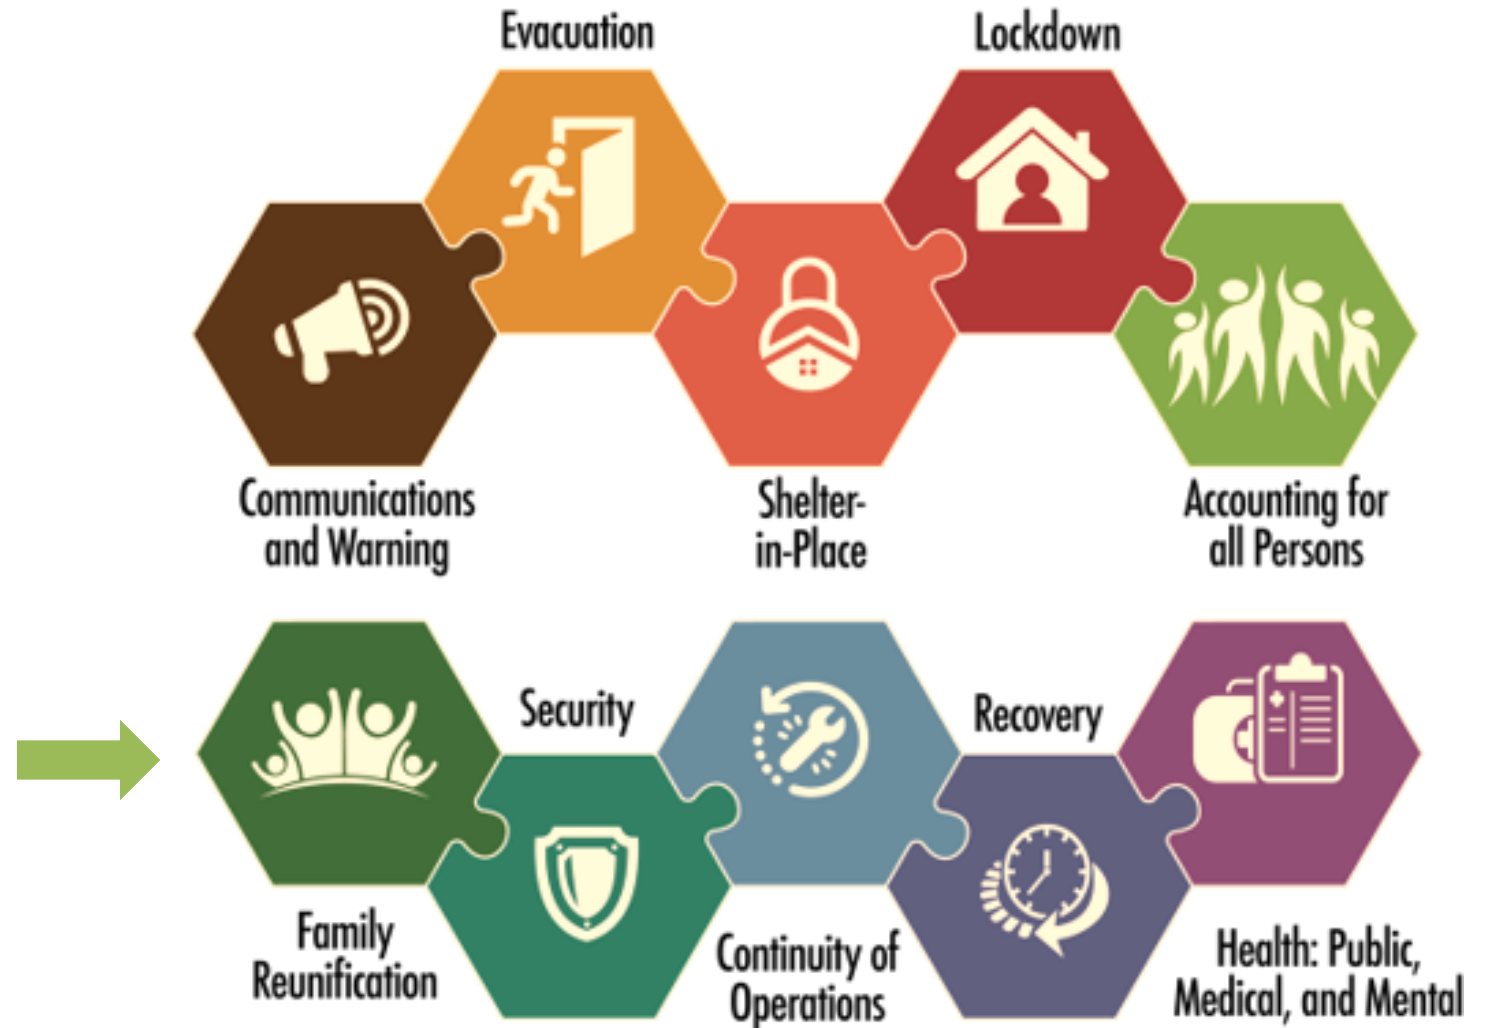 Evacuation
Lockdown
Communications
and Warning
Shelter-
in-Place
Accounting for
all Persons
Security
Recovery
Family
Reunification
Continuity of
Operations
Health: Public,
Medical, and Mental